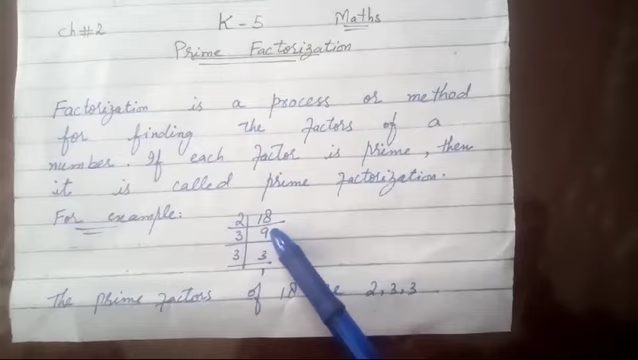 Ch#2 K-5 Maths
Prime Factorization
Factorization is a process or method
for finding the factors of a
number. If each factor is prime, then
it is called prime factorization.
For example:
2 18
3 9
3 3
1
The prime factors of 18 2,3,3